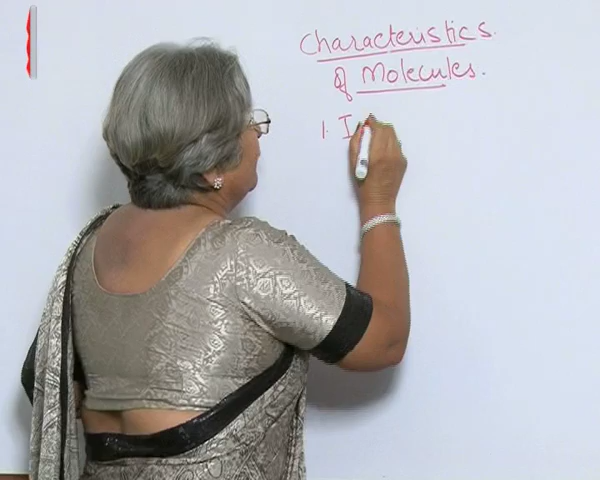 Characteristics.
of Molecules.
1. I